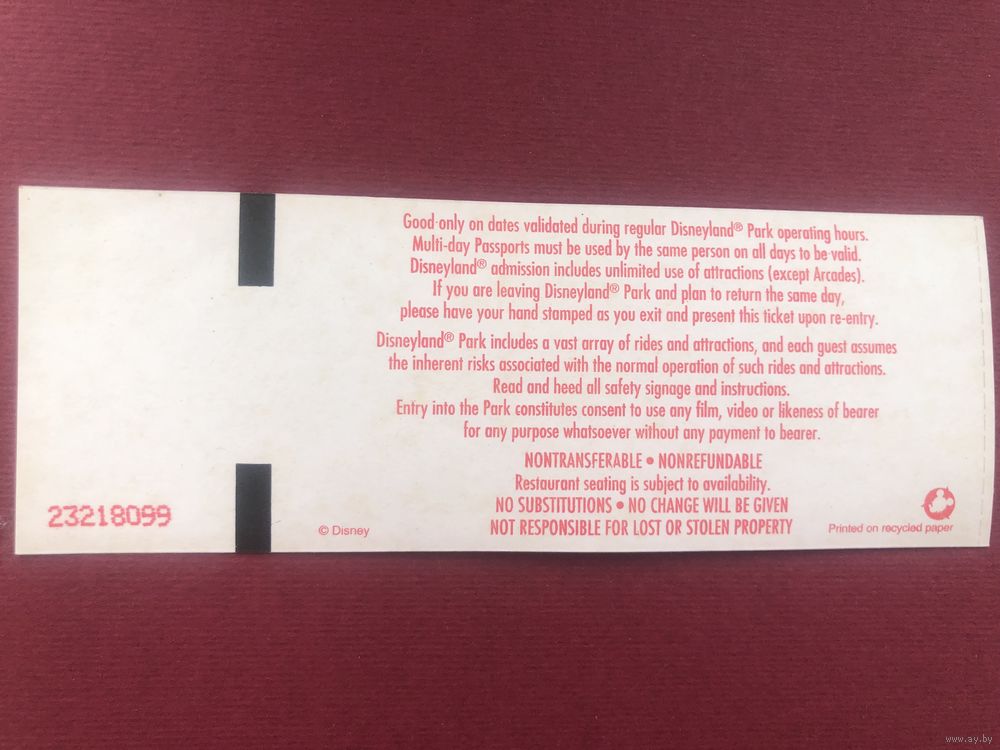 Good only on dates validated during regular Disneyland® Park operating hours.
Multi-day Passports must be used by the same person on all days to be valid.
Disneyland® admission includes unlimited use of attractions (except Arcades).
If you are leaving Disneyland® Park and plan to return the same day,
please have your hand stamped as you exit and present this ticket upon re-entry.
Disneyland® Park includes a vast array of rides and attractions, and each guest assumes
the inherent risks associated with the normal operation of such rides and attractions.
Read and heed all safety signage and instructions.
Entry into the Park constitutes consent to use any film, video or likeness of bearer
for any purpose whatsoever without any payment to bearer.
NONTRANSFERABLE • NONREFUNDABLE
Restaurant seating is subject to availability.
NO SUBSTITUTIONS • NO CHANGE WILL BE GIVEN
NOT RESPONSIBLE FOR LOST OR STOLEN PROPERTY
23218099
© Disney
Printed on recycled paper
www.ay.by